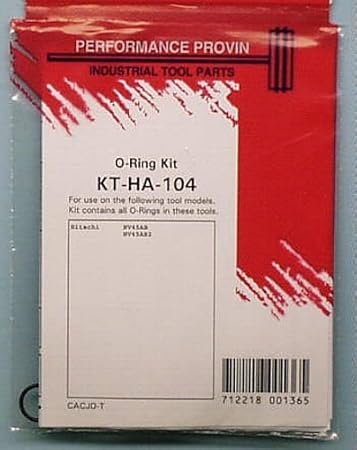 PERFORMANCE PROVIN
INDUSTRIAL TOOL PARTS
O-Ring Kit
KT-HA-104
For use on the following tool models.
Kit contains all O-Rings in these tools.
Hitachi NV45AB
NV45AB2
CACJD-T
712218 001365